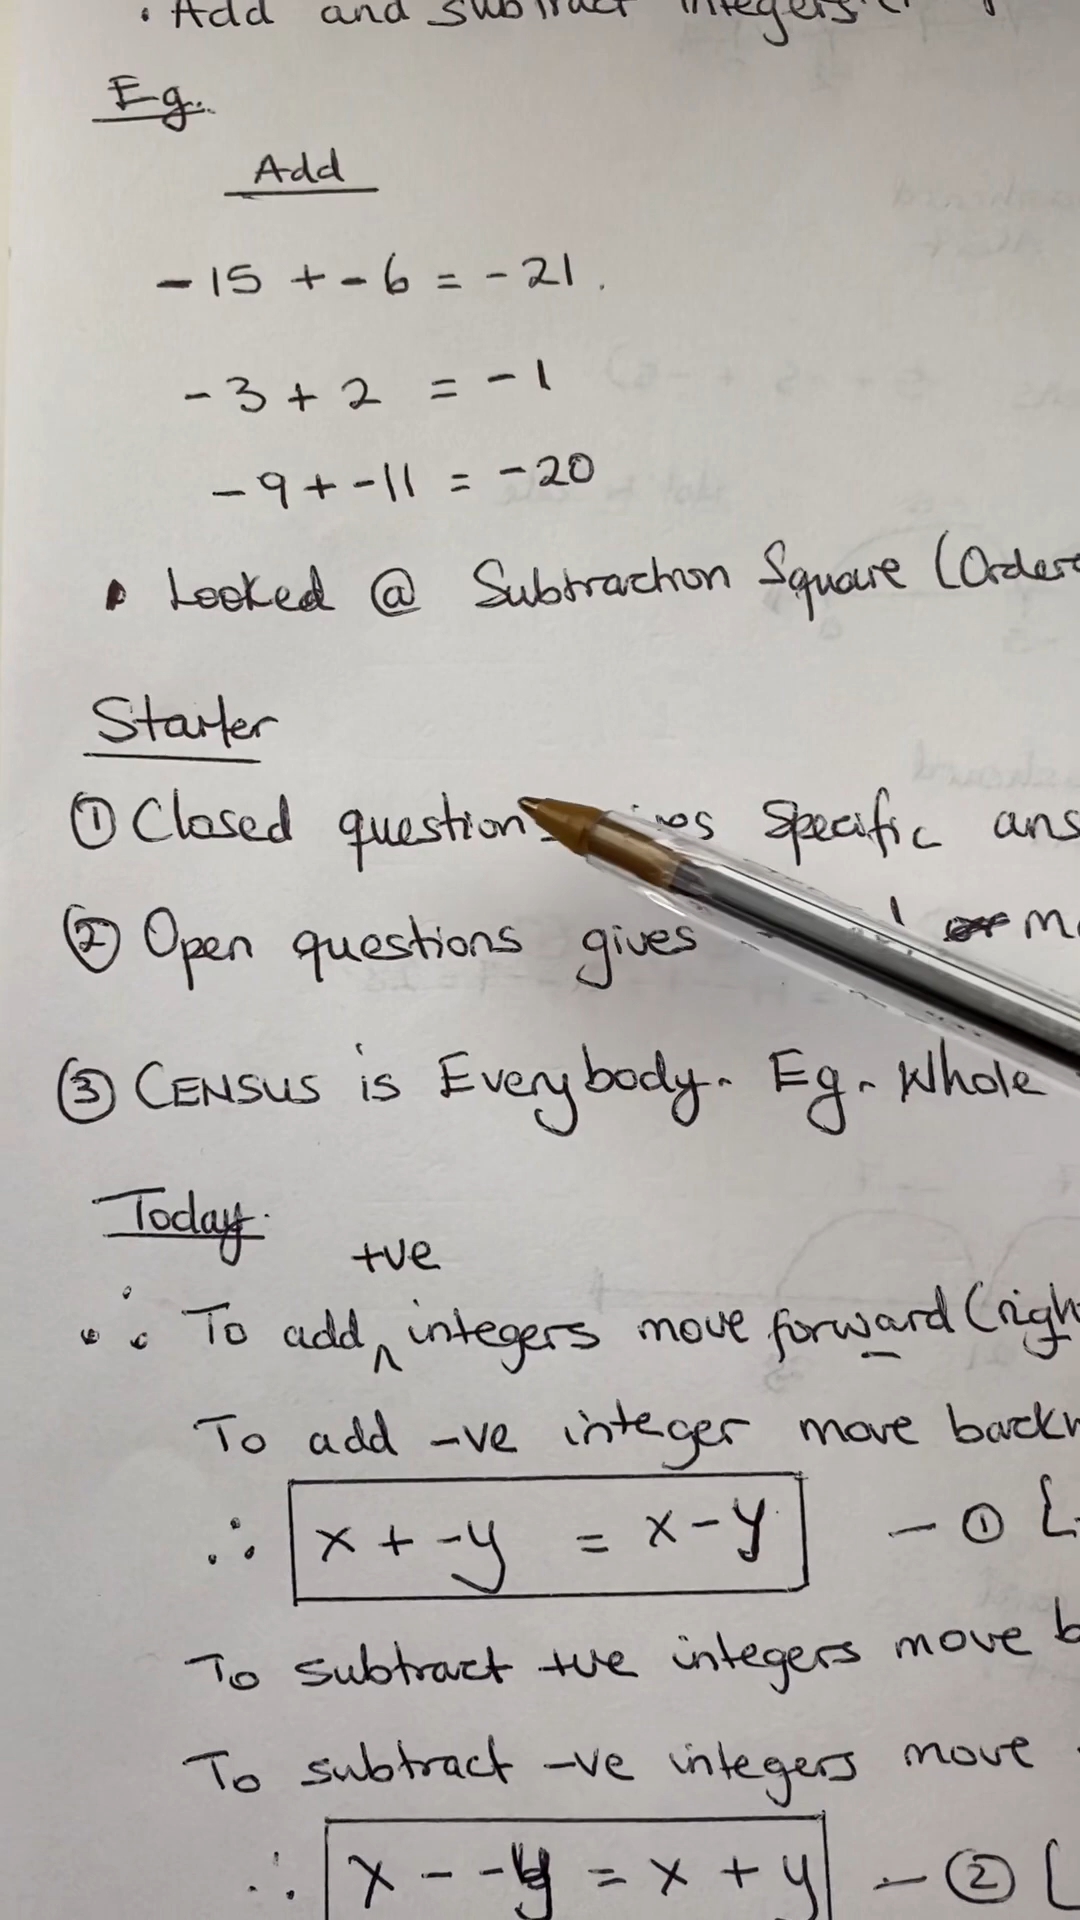 . Add and subtract integers
Eg.
Add
-15 + -6 = -21.
-3 + 2 = -1
-9 + -11 = -20
• Looked @ Subtraction Square (Order
Starter
① Closed question Specific ans
② Open questions gives
③ CENSUS is Everybody. Eg. Whole
Today.
+ve
∴ To add ^ integers move forward (righ
To add -ve integer move backw
∴ x + -y = x - y — ① {
To subtract +ve integers move b
To subtract -ve integers move
∴ x - -y = x + y — ② [